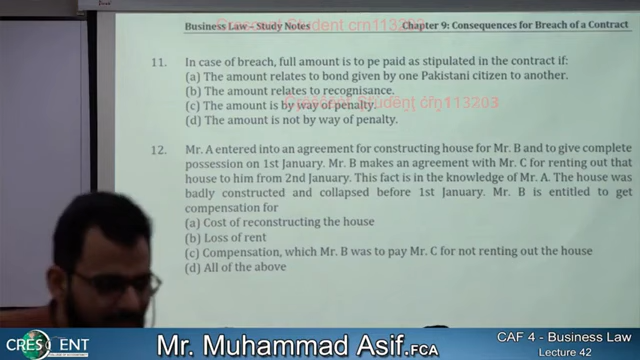 Crescent Student crn113203
Business Law – Study Notes Chapter 9: Consequences for Breach of a Contract
11. In case of breach, full amount is to pe paid as stipulated in the contract if:
(a) The amount relates to bond given by one Pakistani citizen to another.
(b) The amount relates to recognisance.
(c) The amount is by way of penalty.
Crescent Student crn113203
(d) The amount is not by way of penalty.
12. Mr. A entered into an agreement for constructing house for Mr. B and to give complete
possession on 1st January. Mr. B makes an agreement with Mr. C for renting out that
house to him from 2nd January. This fact is in the knowledge of Mr. A. The house was
badly constructed and collapsed before 1st January. Mr. B is entitled to get
compensation for
(a) Cost of reconstructing the house
(b) Loss of rent
(c) Compensation, which Mr. B was to pay Mr. C for not renting out the house
(d) All of the above
CRESCENT
Mr. Muhammad Asif.FCA
CAF 4 - Business Law
Lecture 42